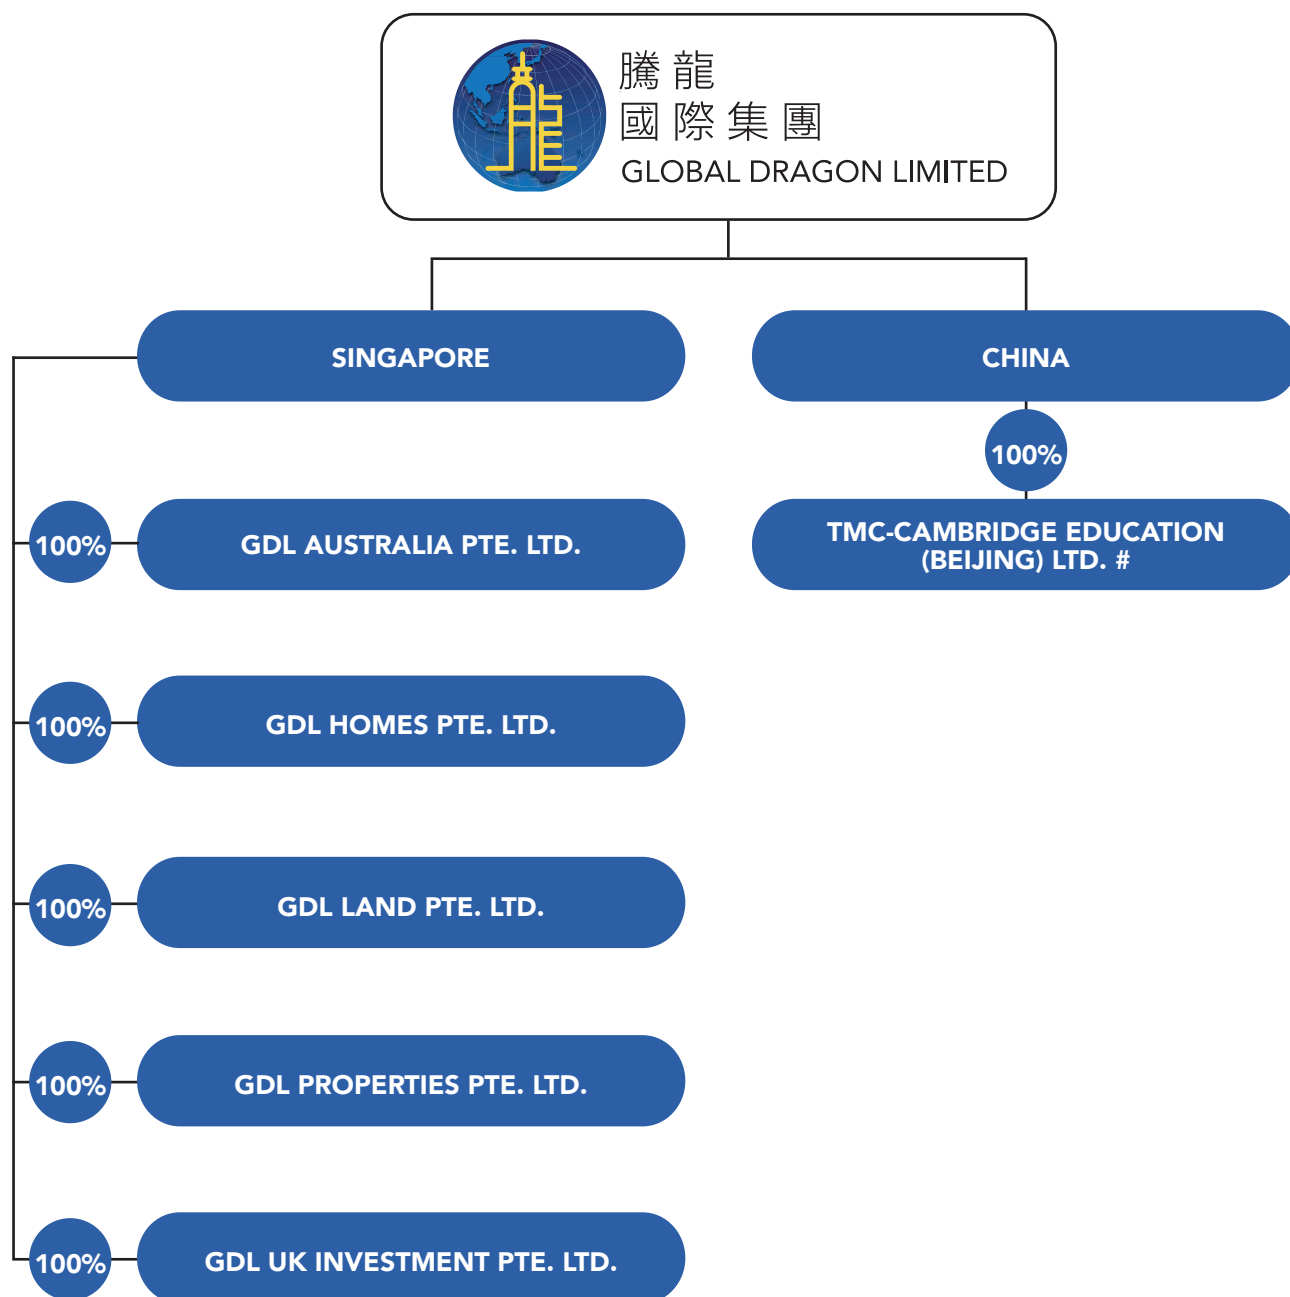 騰龍
國際集團
GLOBAL DRAGON LIMITED
SINGAPORE
CHINA
100%
100%
GDL AUSTRALIA PTE. LTD.
TMC-CAMBRIDGE EDUCATION
(BEIJING) LTD. #
100%
GDL HOMES PTE. LTD.
100%
GDL LAND PTE. LTD.
100%
GDL PROPERTIES PTE. LTD.
100%
GDL UK INVESTMENT PTE. LTD.